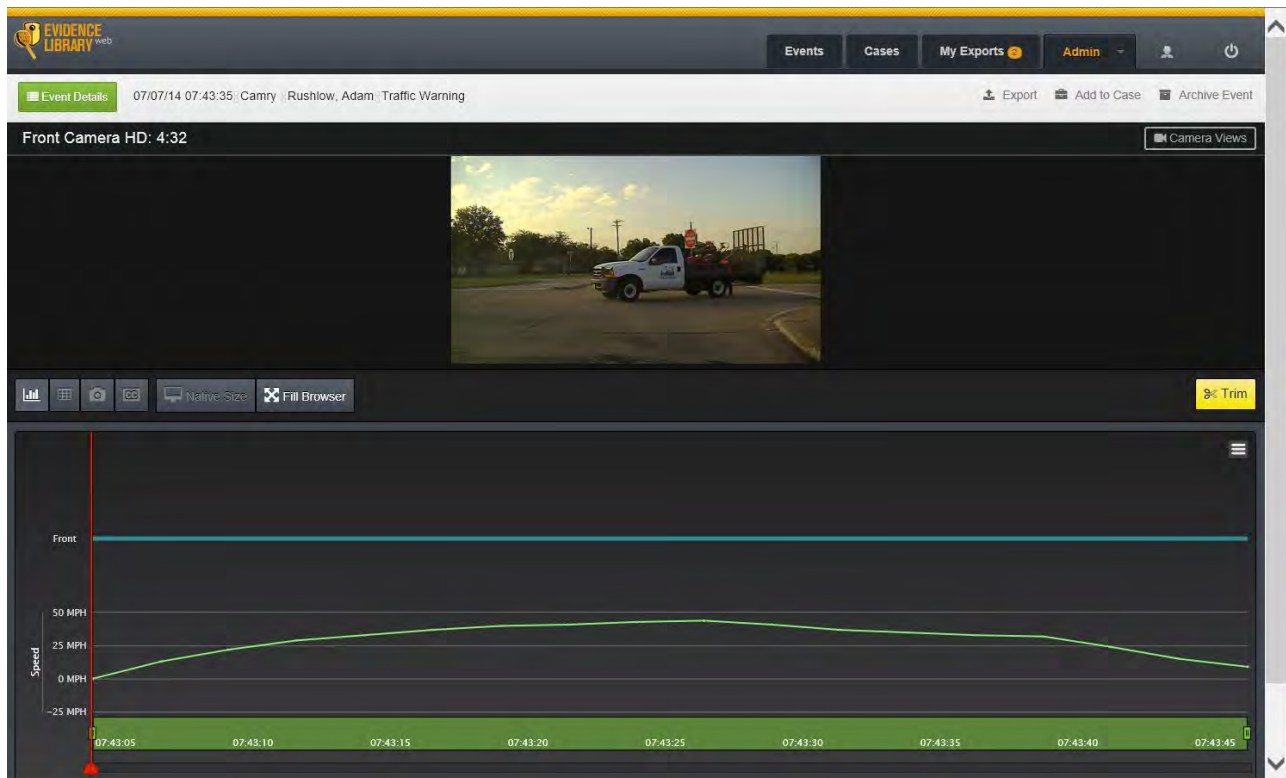 EVIDENCE
LIBRARY web
Events Cases My Exports 2 Admin
Event Details 07/07/14 07:43:35 Camry Rushlow, Adam Traffic Warning Export Add to Case Archive Event
Front Camera HD: 4:32 Camera Views
CC Native Size Fill Browser Trim
Front
50 MPH
25 MPH
0 MPH
-25 MPH
Speed
07:43:05 07:43:10 07:43:15 07:43:20 07:43:25 07:43:30 07:43:35 07:43:40 07:43:45